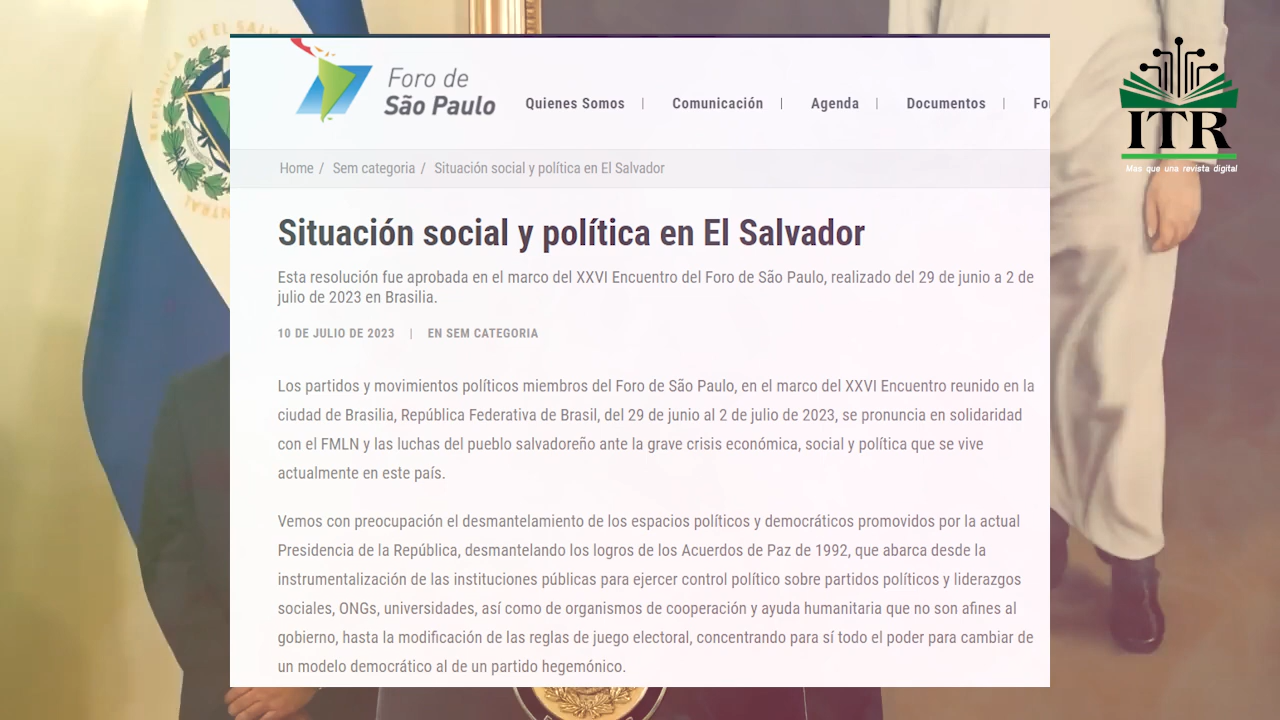 REPÚBLICA DE EL SALV
Foro de
São Paulo
Quienes Somos | Comunicación | Agenda | Documentos | Fo
ITR
Mas que una revista digital
Home / Sem categoria / Situación social y política en El Salvador
Situación social y política en El Salvador
Esta resolución fue aprobada en el marco del XXVI Encuentro del Foro de São Paulo, realizado del 29 de junio a 2 de
julio de 2023 en Brasilia.
10 DE JULIO DE 2023 | EN SEM CATEGORIA
Los partidos y movimientos políticos miembros del Foro de São Paulo, en el marco del XXVI Encuentro reunido en la
ciudad de Brasilia, República Federativa de Brasil, del 29 de junio al 2 de julio de 2023, se pronuncia en solidaridad
con el FMLN y las luchas del pueblo salvadoreño ante la grave crisis económica, social y política que se vive
actualmente en este país.
Vemos con preocupación el desmantelamiento de los espacios políticos y democráticos promovidos por la actual
Presidencia de la República, desmantelando los logros de los Acuerdos de Paz de 1992, que abarca desde la
instrumentalización de las instituciones públicas para ejercer control político sobre partidos políticos y liderazgos
sociales, ONGs, universidades, así como de organismos de cooperación y ayuda humanitaria que no son afines al
gobierno, hasta la modificación de las reglas de juego electoral, concentrando para sí todo el poder para cambiar de
un modelo democrático al de un partido hegemónico.